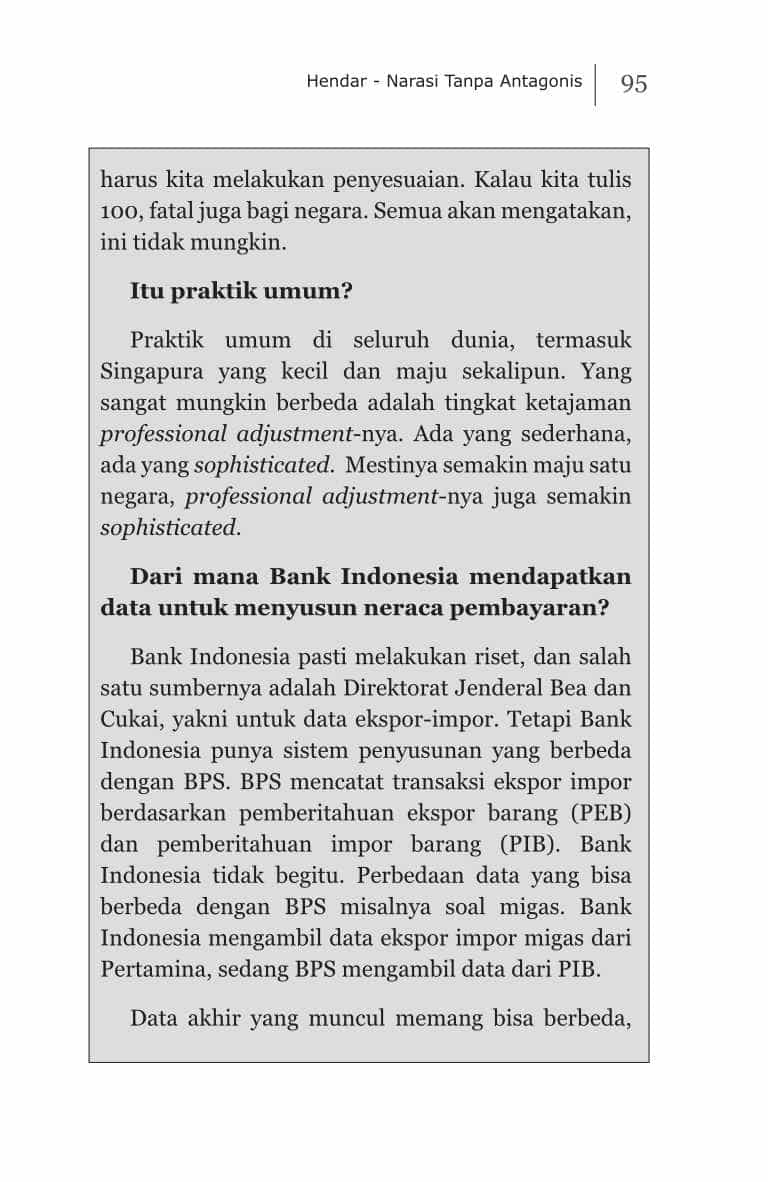 Hendar - Narasi Tanpa Antagonis 95
harus kita melakukan penyesuaian. Kalau kita tulis
100, fatal juga bagi negara. Semua akan mengatakan,
ini tidak mungkin.
Itu praktik umum?
Praktik umum di seluruh dunia, termasuk
Singapura yang kecil dan maju sekalipun. Yang
sangat mungkin berbeda adalah tingkat ketajaman
professional adjustment-nya. Ada yang sederhana,
ada yang sophisticated. Mestinya semakin maju satu
negara, professional adjustment-nya juga semakin
sophisticated.
Dari mana Bank Indonesia mendapatkan
data untuk menyusun neraca pembayaran?
Bank Indonesia pasti melakukan riset, dan salah
satu sumbernya adalah Direktorat Jenderal Bea dan
Cukai, yakni untuk data ekspor-impor. Tetapi Bank
Indonesia punya sistem penyusunan yang berbeda
dengan BPS. BPS mencatat transaksi ekspor impor
berdasarkan pemberitahuan ekspor barang (PEB)
dan pemberitahuan impor barang (PIB). Bank
Indonesia tidak begitu. Perbedaan data yang bisa
berbeda dengan BPS misalnya soal migas. Bank
Indonesia mengambil data ekspor impor migas dari
Pertamina, sedang BPS mengambil data dari PIB.
Data akhir yang muncul memang bisa berbeda,